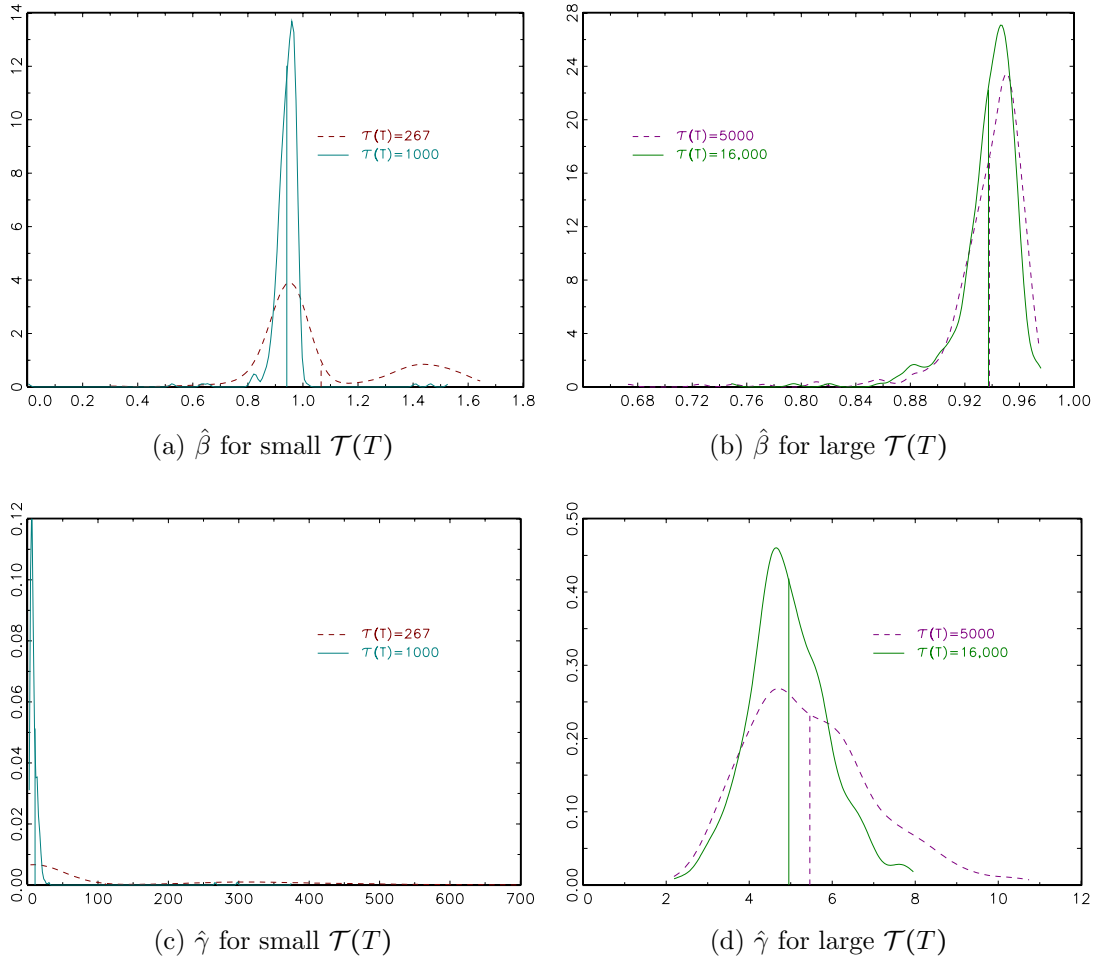 0 2 4 6 8 10 12 14
𝒯(T)=267
𝒯(T)=1000
0.0 0.2 0.4 0.6 0.8 1.0 1.2 1.4 1.6 1.8
(a) β̂ for small 𝒯(T)
0 4 8 12 16 20 24 28
𝒯(T)=5000
𝒯(T)=16,000
0.68 0.72 0.76 0.80 0.84 0.88 0.92 0.96 1.00
(b) β̂ for large 𝒯(T)
0.00 0.02 0.04 0.06 0.08 0.10 0.12
𝒯(T)=267
𝒯(T)=1000
0 100 200 300 400 500 600 700
(c) γ̂ for small 𝒯(T)
0.00 0.10 0.20 0.30 0.40 0.50
𝒯(T)=5000
𝒯(T)=16,000
0 2 4 6 8 10 12
(d) γ̂ for large 𝒯(T)